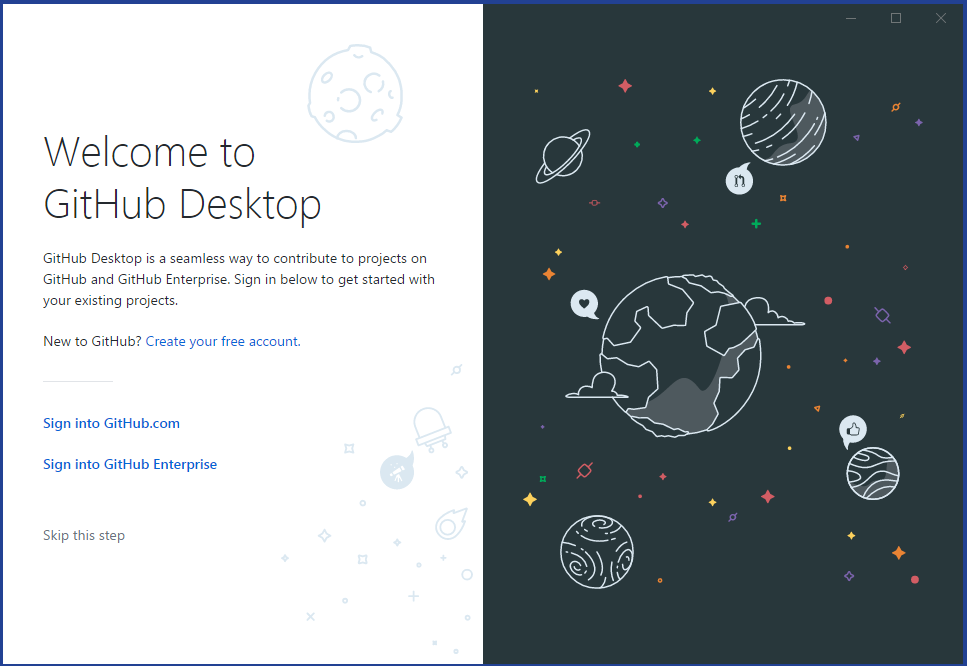 Welcome to
GitHub Desktop
GitHub Desktop is a seamless way to contribute to projects on
GitHub and GitHub Enterprise. Sign in below to get started with
your existing projects.
New to GitHub? Create your free account.
Sign into GitHub.com
Sign into GitHub Enterprise
Skip this step